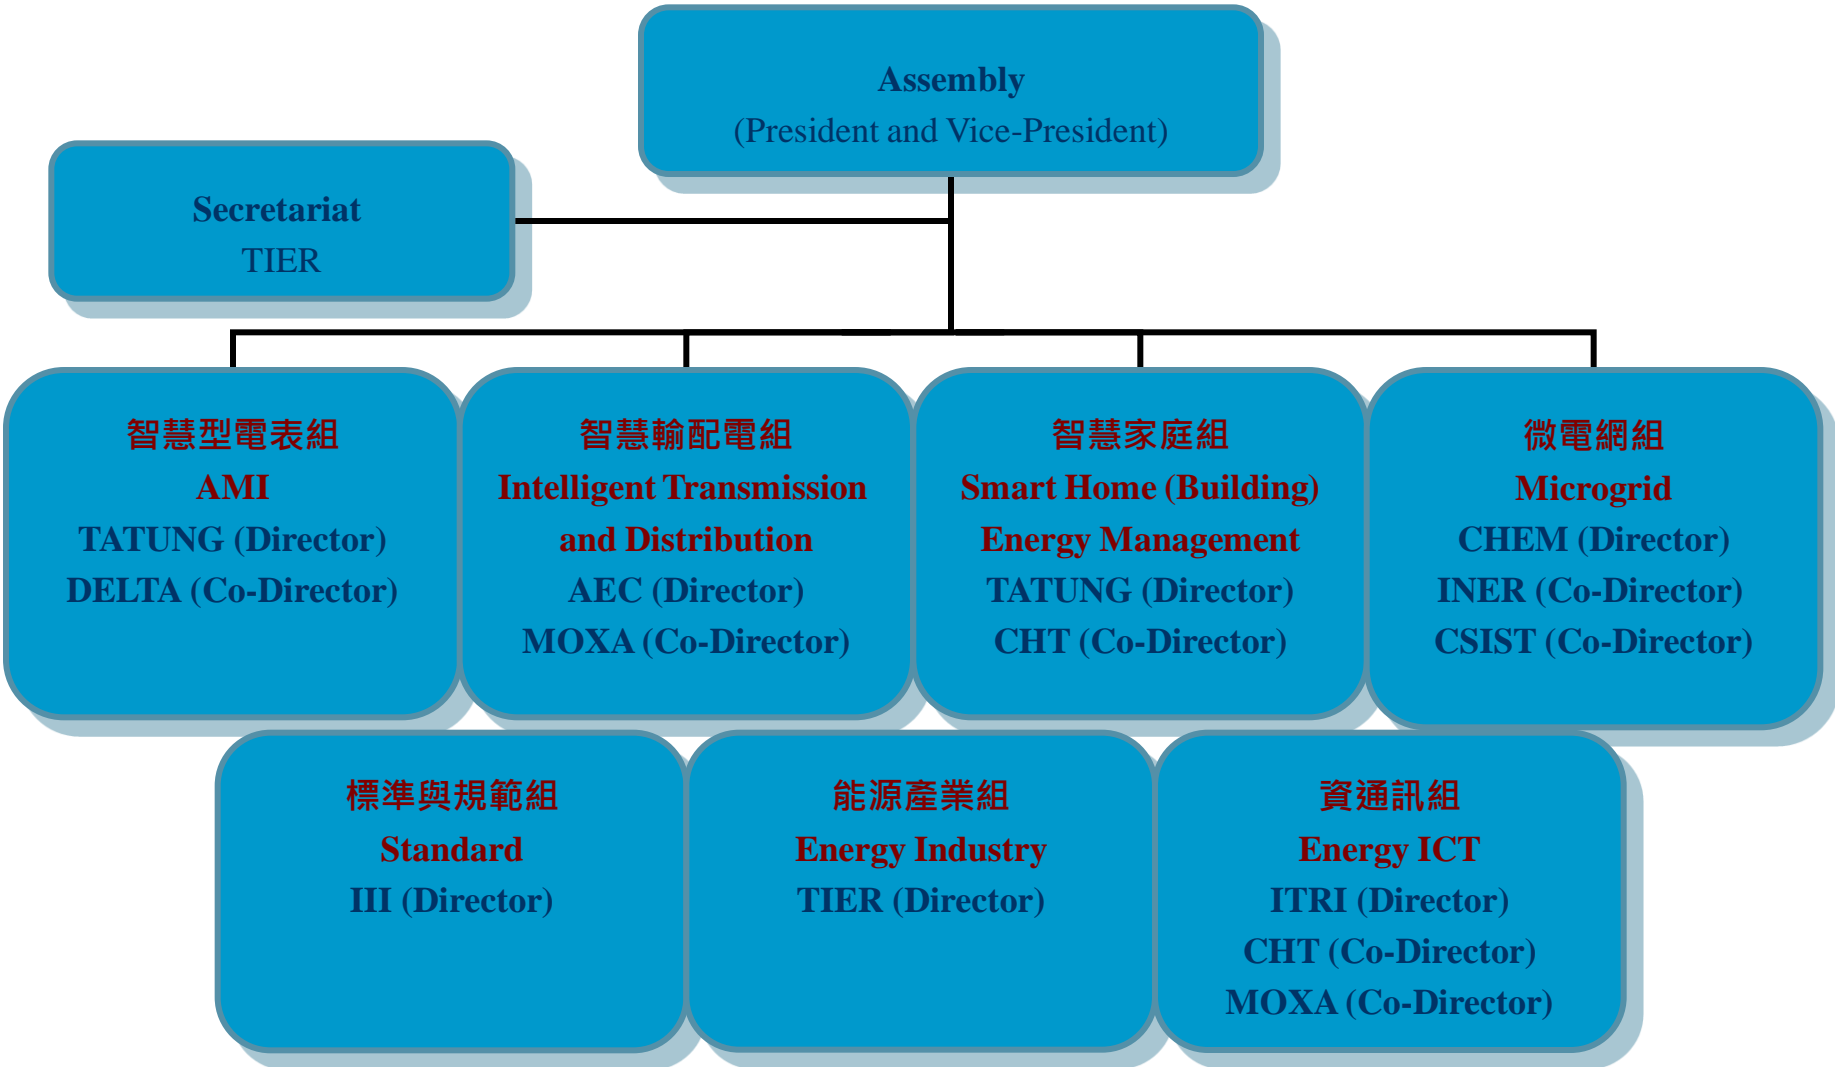 Assembly
(President and Vice-President)
Secretariat
TIER
智慧型電表組
AMI
TATUNG (Director)
DELTA (Co-Director)
智慧輸配電組
Intelligent Transmission
and Distribution
AEC (Director)
MOXA (Co-Director)
智慧家庭組
Smart Home (Building)
Energy Management
TATUNG (Director)
CHT (Co-Director)
微電網組
Microgrid
CHEM (Director)
INER (Co-Director)
CSIST (Co-Director)
標準與規範組
Standard
III (Director)
能源產業組
Energy Industry
TIER (Director)
資通訊組
Energy ICT
ITRI (Director)
CHT (Co-Director)
MOXA (Co-Director)